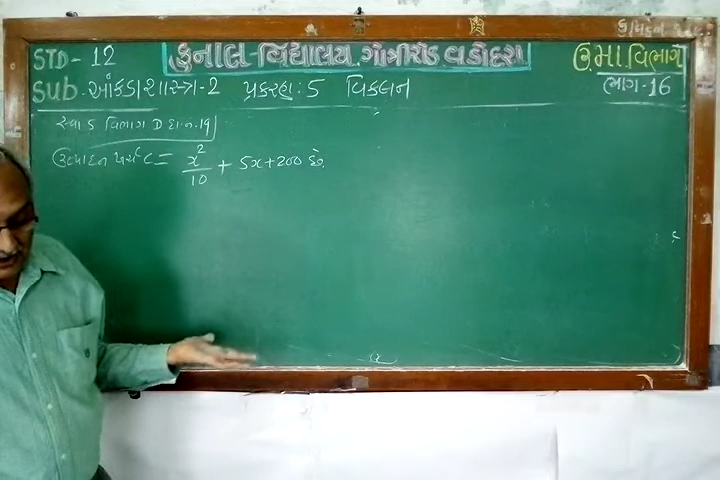 STD - 12
કુનાલ-વિદ્યાલય. ગોત્રીરોડ વડોદરા
ઉ.મા વિભાગ
Sub - આંકડાશાસ્ત્ર-2 પ્રકરણ: 5 વિકલન
ભાગ-16
સ્વા 5 વિભાગ D દા.નં.19
ઉત્પાદન ખર્ચ C = x²/10 + 5x+200 છે.